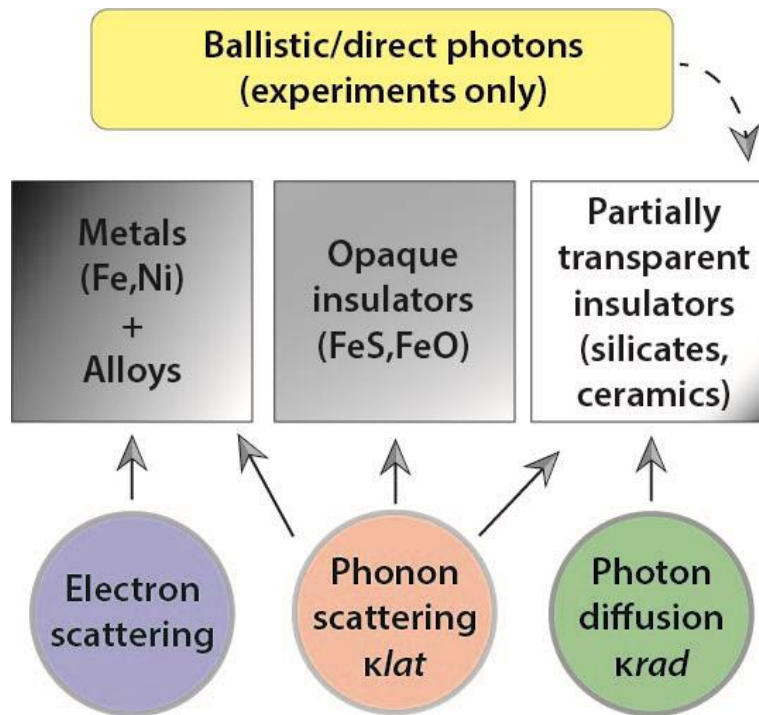 Ballistic/direct photons
(experiments only)
Metals
(Fe,Ni)
+
Alloys
Opaque
insulators
(FeS,FeO)
Partially
transparent
insulators
(silicates,
ceramics)
Electron
scattering
Phonon
scattering
κlat
Photon
diffusion
κrad